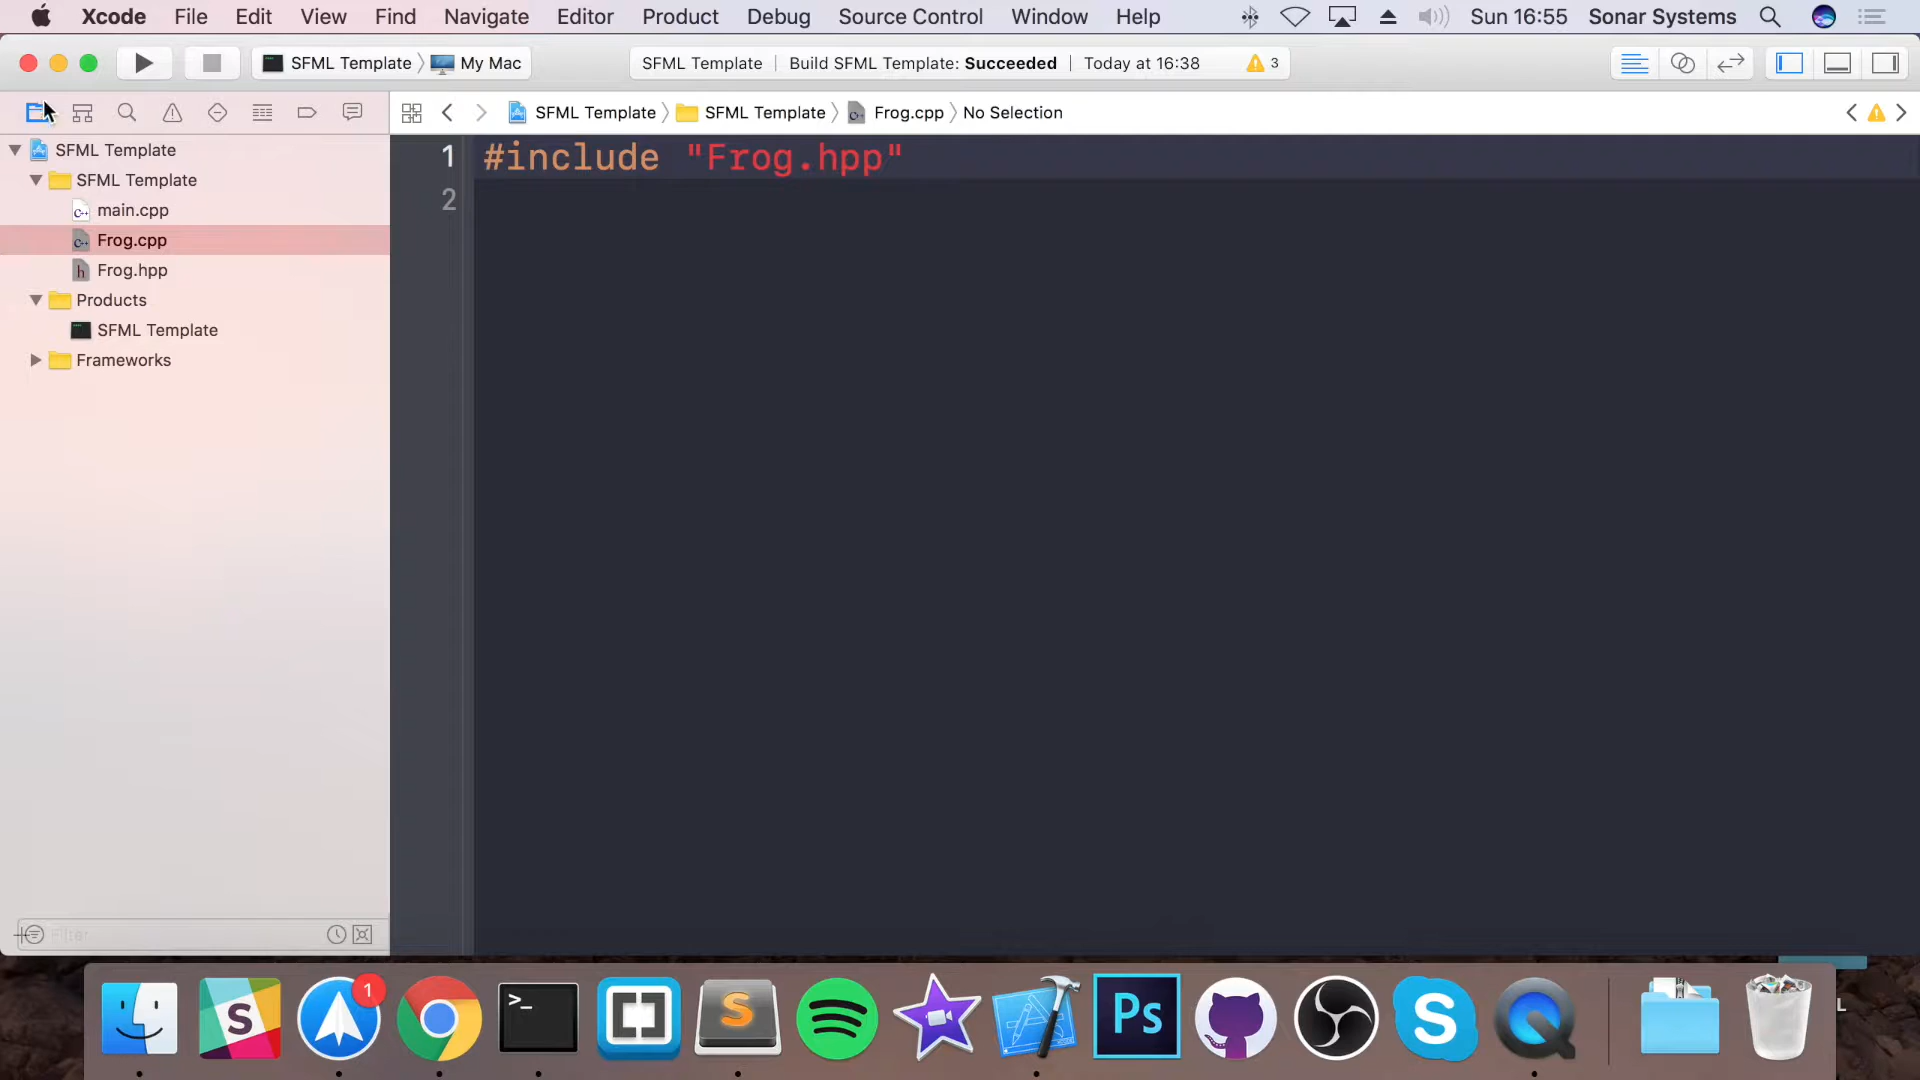 Xcode File Edit View Find Navigate Editor Product Debug Source Control Window Help Sun 16:55 Sonar Systems
SFML Template My Mac SFML Template Build SFML Template: Succeeded Today at 16:38 3
SFML Template SFML Template Frog.cpp No Selection
SFML Template
SFML Template
main.cpp
Frog.cpp
Frog.hpp
Products
SFML Template
Frameworks
Filter
1 #include "Frog.hpp"
2
1
S
>_
S
Ps
S
L